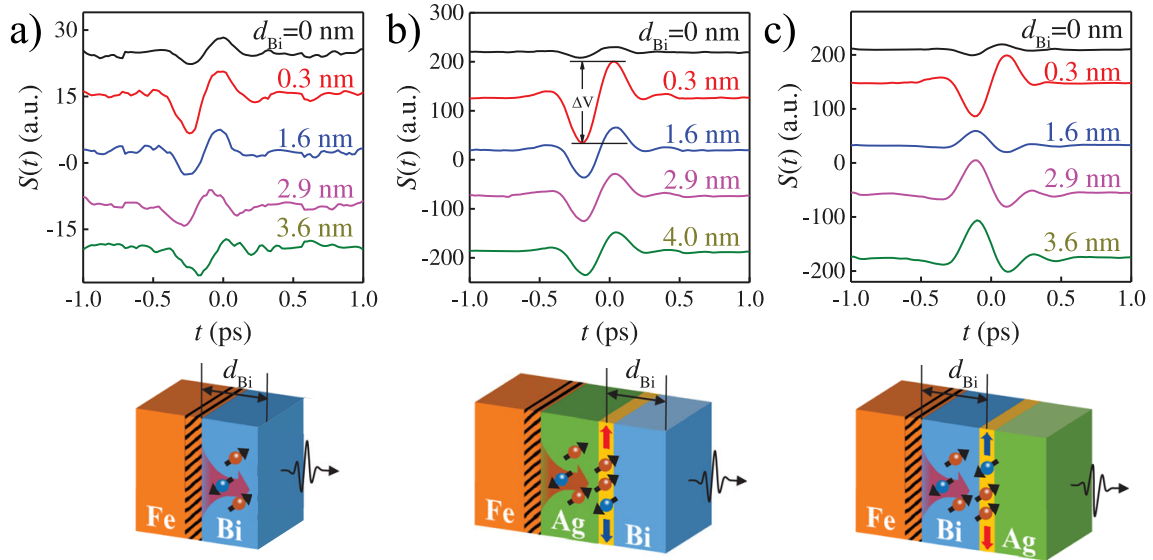 a)
S(t) (a.u.)
30
15
-0
-15
d_Bi=0 nm
0.3 nm
1.6 nm
2.9 nm
3.6 nm
-1.0 -0.5 0.0 0.5 1.0
t (ps)
b)
S(t) (a.u.)
300
200
100
0
-100
-200
d_Bi=0 nm
0.3 nm
ΔV
1.6 nm
2.9 nm
4.0 nm
-1.0 -0.5 0.0 0.5 1.0
t (ps)
c)
S(t) (a.u.)
200
100
0
-100
-200
d_Bi=0 nm
0.3 nm
1.6 nm
2.9 nm
3.6 nm
-1.0 -0.5 0.0 0.5 1.0
t (ps)
d_Bi
Fe Bi
d_Bi
Fe Ag Bi
d_Bi
Fe Bi Ag